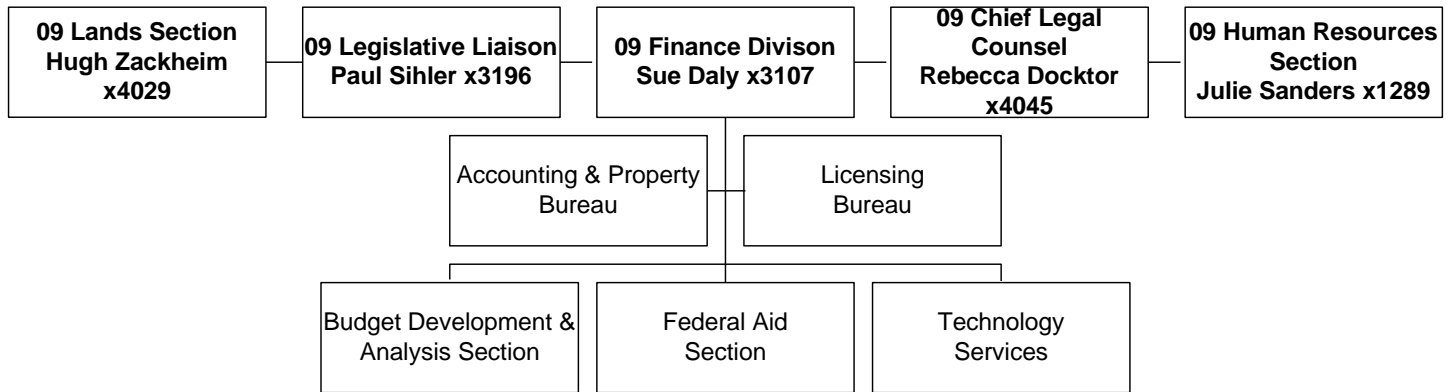 09 Lands Section
Hugh Zackheim
x4029
09 Legislative Liaison
Paul Sihler x3196
09 Finance Divison
Sue Daly x3107
09 Chief Legal
Counsel
Rebecca Docktor
x4045
09 Human Resources
Section
Julie Sanders x1289
Accounting & Property
Bureau
Licensing
Bureau
Budget Development &
Analysis Section
Federal Aid
Section
Technology
Services